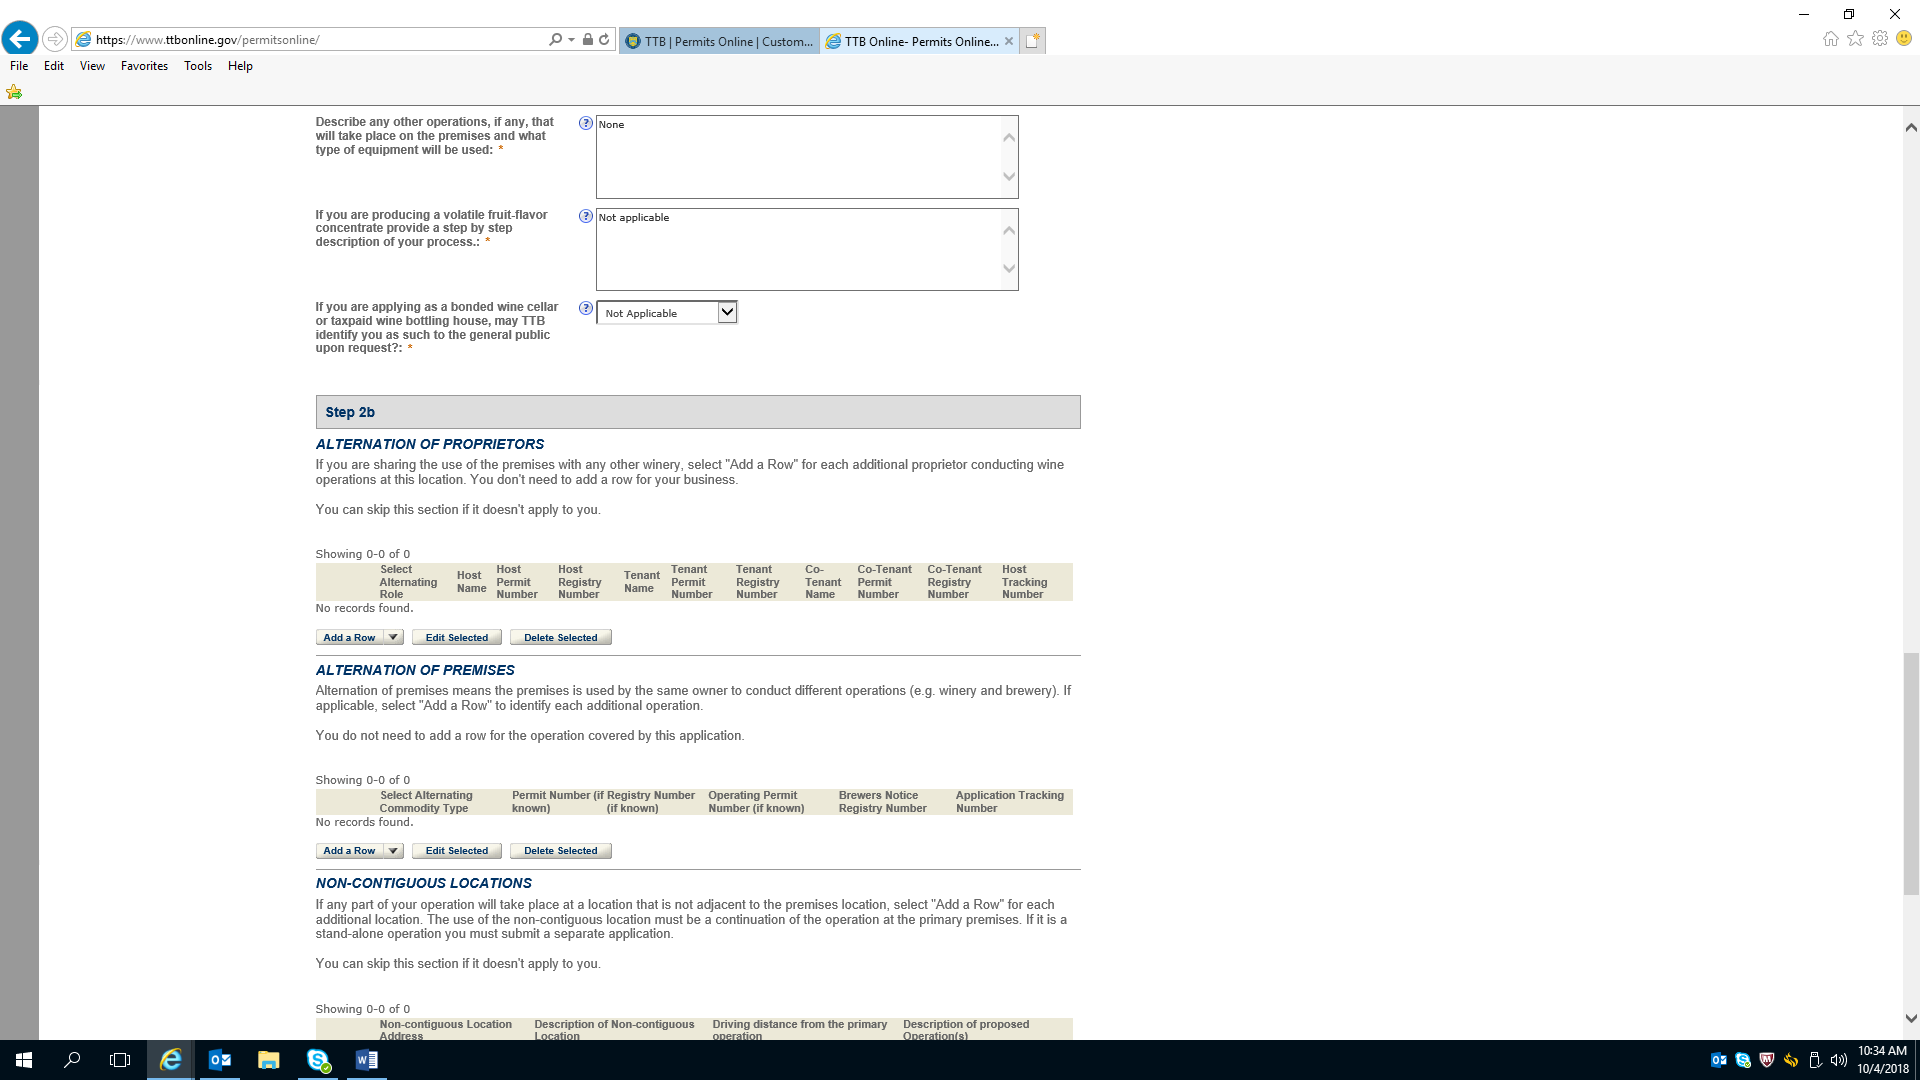 https://www.ttbonline.gov/permitsonline/
TTB | Permits Online | Custom...
TTB Online- Permits Online...
File Edit View Favorites Tools Help
Describe any other operations, if any, that
will take place on the premises and what
type of equipment will be used: *
None
If you are producing a volatile fruit-flavor
concentrate provide a step by step
description of your process.: *
Not applicable
If you are applying as a bonded wine cellar
or taxpaid wine bottling house, may TTB
identify you as such to the general public
upon request?: *
Not Applicable
Step 2b
ALTERNATION OF PROPRIETORS
If you are sharing the use of the premises with any other winery, select "Add a Row" for each additional proprietor conducting wine
operations at this location. You don't need to add a row for your business.
You can skip this section if it doesn't apply to you.
Showing 0-0 of 0
Select Alternating Role
Host Name
Host Permit Number
Host Registry Number
Tenant Name
Tenant Permit Number
Tenant Registry Number
Co-Tenant Name
Co-Tenant Permit Number
Co-Tenant Registry Number
Host Tracking Number
No records found.
Add a Row Edit Selected Delete Selected
ALTERNATION OF PREMISES
Alternation of premises means the premises is used by the same owner to conduct different operations (e.g. winery and brewery). If
applicable, select "Add a Row" to identify each additional operation.
You do not need to add a row for the operation covered by this application.
Showing 0-0 of 0
Select Alternating Commodity Type
Permit Number (if known)
Registry Number (if known)
Operating Permit Number (if known)
Brewers Notice Registry Number
Application Tracking Number
No records found.
Add a Row Edit Selected Delete Selected
NON-CONTIGUOUS LOCATIONS
If any part of your operation will take place at a location that is not adjacent to the premises location, select "Add a Row" for each
additional location. The use of the non-contiguous location must be a continuation of the operation at the primary premises. If it is a
stand-alone operation you must submit a separate application.
You can skip this section if it doesn't apply to you.
Showing 0-0 of 0
Non-contiguous Location Address
Description of Non-contiguous Location
Driving distance from the primary operation
Description of proposed Operation(s)
10:34 AM
10/4/2018